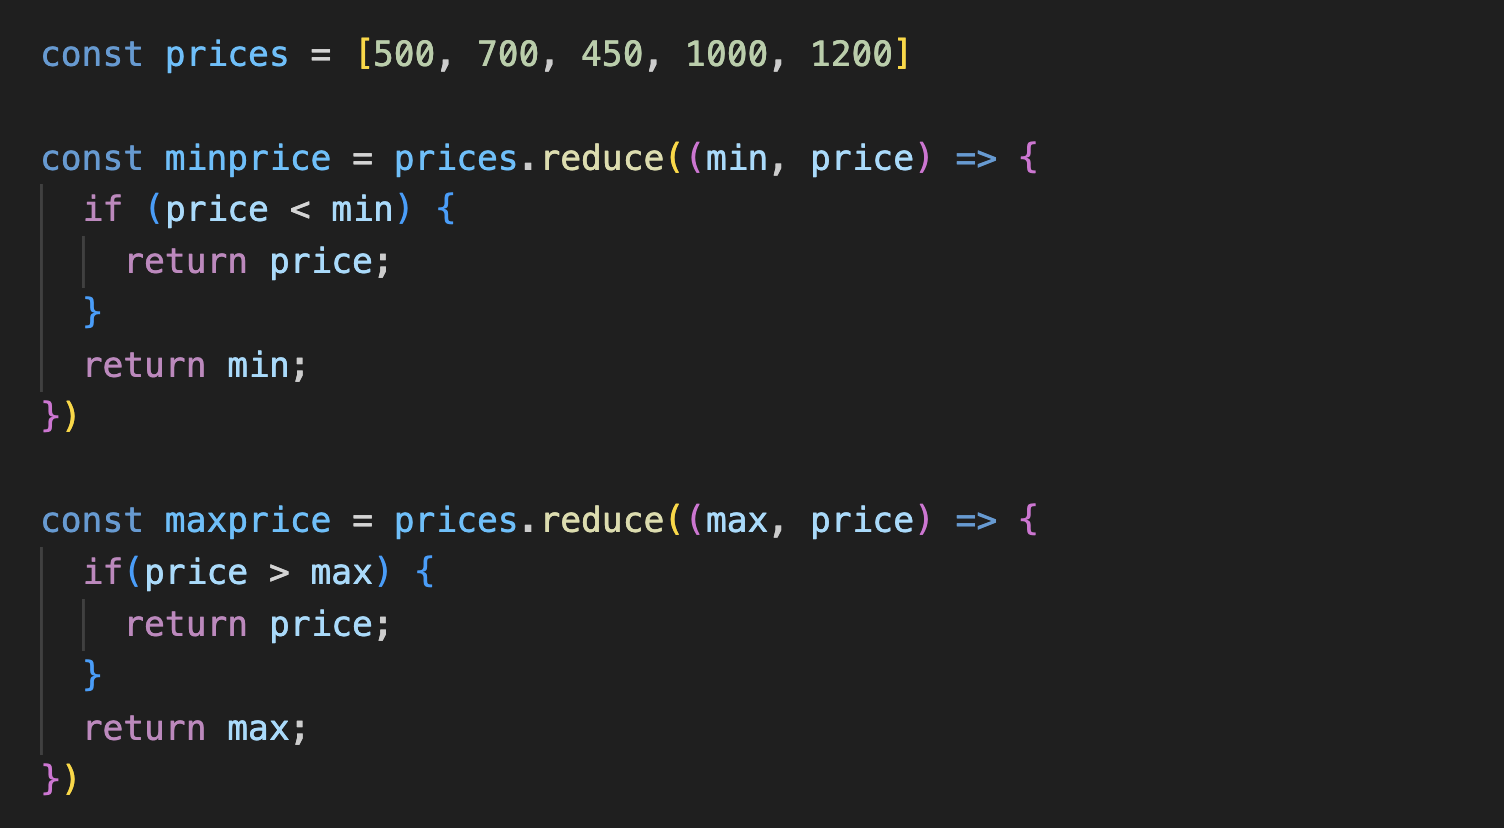 const prices = [500, 700, 450, 1000, 1200]

const minprice = prices.reduce((min, price) => {
  if (price < min) {
    return price;
  }
  return min;
})

const maxprice = prices.reduce((max, price) => {
  if(price > max) {
    return price;
  }
  return max;
})